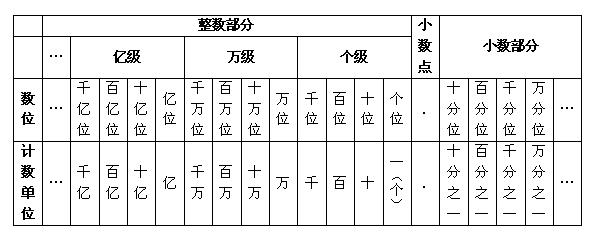 整数部分 小数点 小数部分
… 亿级 万级 个级
数位 … 千亿位 百亿位 十亿位 亿位 千万位 百万位 十万位 万位 千位 百位 十位 个位 . 十分位 百分位 千分位 万分位 …
计数单位 … 千亿 百亿 十亿 亿 千万 百万 十万 万 千 百 十 一(个) . 十分之一 百分之一 千分之一 万分之一 …